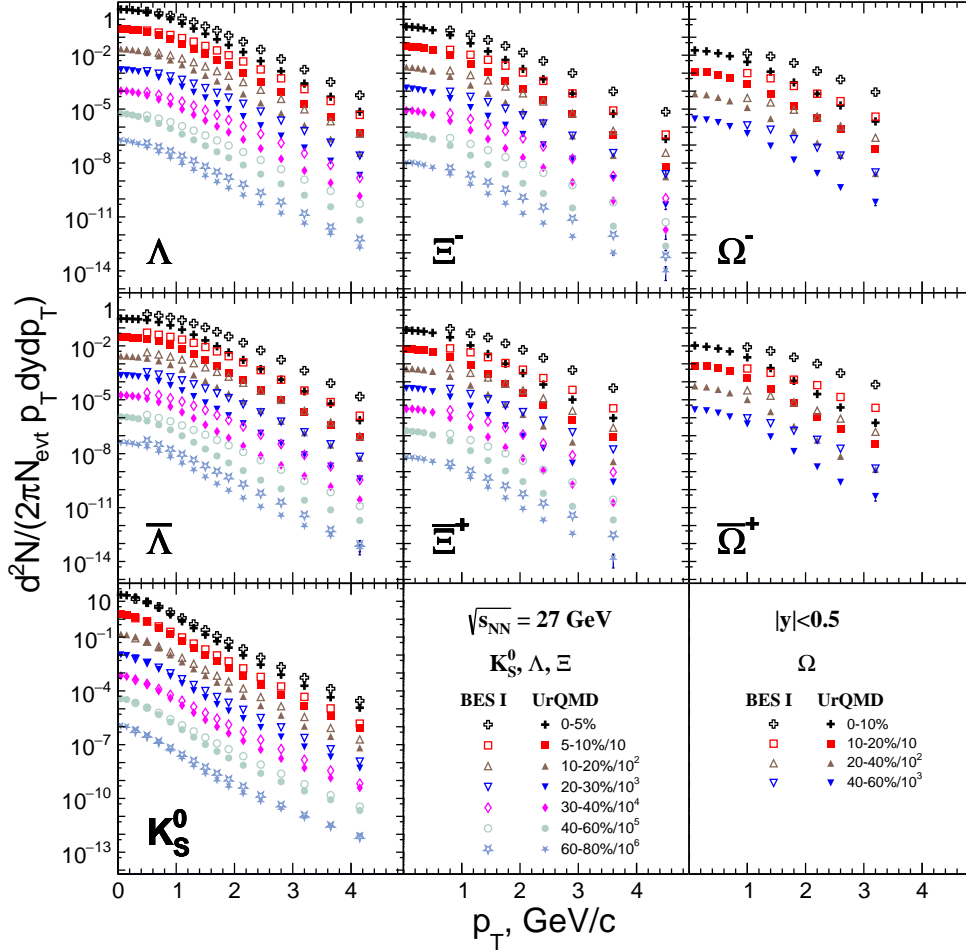 1
10⁻²
10⁻⁵
10⁻⁸
10⁻¹¹
10⁻¹⁴
Λ
Ξ⁻
Ω⁻
1
10⁻²
10⁻⁵
10⁻⁸
10⁻¹¹
10⁻¹⁴
Λ̅
Ξ̅⁺
Ω̅⁺
d²N/(2πN_evt p_T dydp_T)
10
10⁻¹
10⁻⁴
10⁻⁷
10⁻¹⁰
10⁻¹³
K⁰_S
0 1 2 3 4
1 2 3 4
1 2 3 4
p_T, GeV/c
√s_NN = 27 GeV
K⁰_S, Λ, Ξ
BES I UrQMD
0-5%
5-10%/10
10-20%/10²
20-30%/10³
30-40%/10⁴
40-60%/10⁵
60-80%/10⁶
|y|<0.5
Ω
BES I UrQMD
0-10%
10-20%/10
20-40%/10²
40-60%/10³